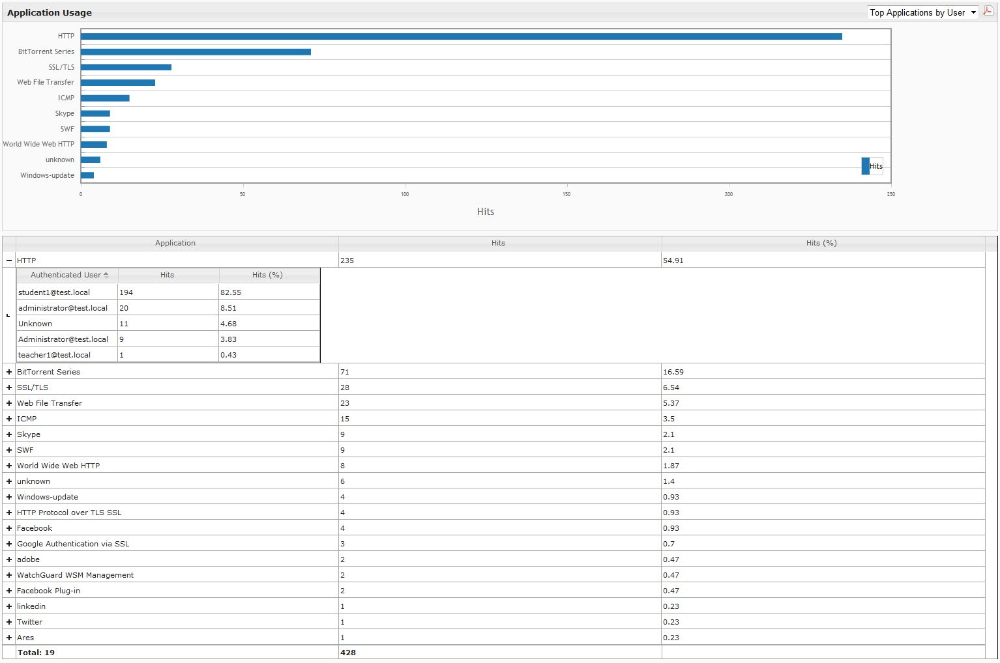 Application Usage Top Applications by User
HTTP
BitTorrent Series
SSL/TLS
Web File Transfer
ICMP
Skype
SWF
World Wide Web HTTP
unknown
Windows-update
Hits
0 50 100 150 200 250
Hits
Application Hits Hits (%)
HTTP 235 54.91
Authenticated User Hits Hits (%)
student1@test.local 194 82.55
administrator@test.local 20 8.51
Unknown 11 4.68
Administrator@test.local 9 3.83
teacher1@test.local 1 0.43
BitTorrent Series 71 16.59
SSL/TLS 28 6.54
Web File Transfer 23 5.37
ICMP 15 3.5
Skype 9 2.1
SWF 9 2.1
World Wide Web HTTP 8 1.87
unknown 6 1.4
Windows-update 4 0.93
HTTP Protocol over TLS SSL 4 0.93
Facebook 4 0.93
Google Authentication via SSL 3 0.7
adobe 2 0.47
WatchGuard WSM Management 2 0.47
Facebook Plug-in 2 0.47
linkedin 1 0.23
Twitter 1 0.23
Ares 1 0.23
Total: 19 428